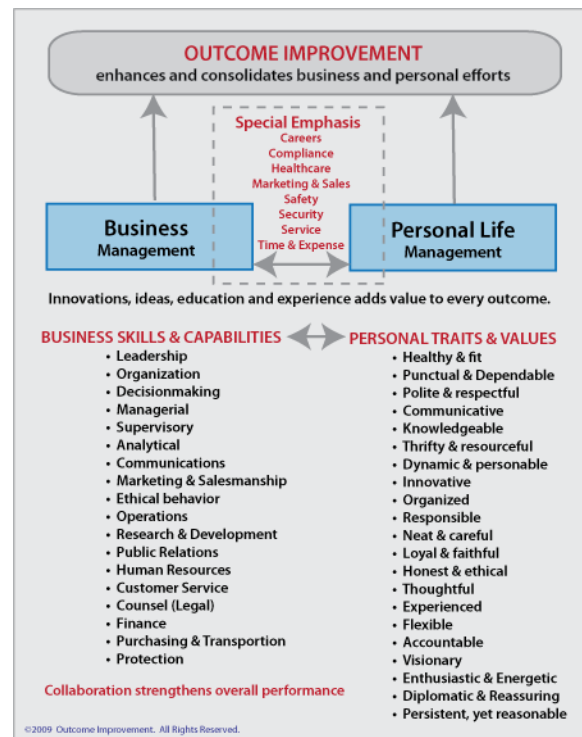 OUTCOME IMPROVEMENT
enhances and consolidates business and personal efforts
Special Emphasis
Careers
Compliance
Healthcare
Marketing & Sales
Safety
Security
Service
Time & Expense
Business
Management
Personal Life
Management
Innovations, ideas, education and experience adds value to every outcome.
BUSINESS SKILLS & CAPABILITIES
• Leadership
• Organization
• Decisionmaking
• Managerial
• Supervisory
• Analytical
• Communications
• Marketing & Salesmanship
• Ethical behavior
• Operations
• Research & Development
• Public Relations
• Human Resources
• Customer Service
• Counsel (Legal)
• Finance
• Purchasing & Transportion
• Protection
Collaboration strengthens overall performance
PERSONAL TRAITS & VALUES
• Healthy & fit
• Punctual & Dependable
• Polite & respectful
• Communicative
• Knowledgeable
• Thrifty & resourceful
• Dynamic & personable
• Innovative
• Organized
• Responsible
• Neat & careful
• Loyal & faithful
• Honest & ethical
• Thoughtful
• Experienced
• Flexible
• Accountable
• Visionary
• Enthusiastic & Energetic
• Diplomatic & Reassuring
• Persistent, yet reasonable
©2009 Outcome Improvement. All Rights Reserved.